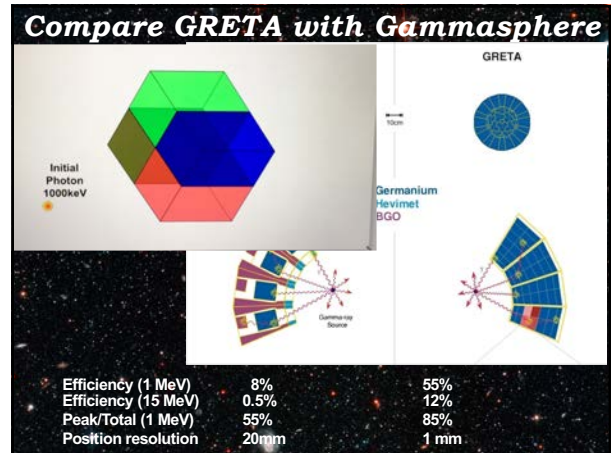 Compare GRETA with Gammasphere
GRETA
10cm
Initial
Photon
1000keV
Germanium
Hevimet
BGO
Gamma-ray
Source
Efficiency (1 MeV) 8% 55%
Efficiency (15 MeV) 0.5% 12%
Peak/Total (1 MeV) 55% 85%
Position resolution 20mm 1 mm